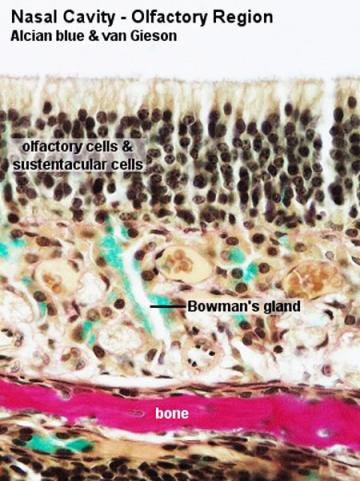 Nasal Cavity - Olfactory Region
Alcian blue & van Gieson
olfactory cells &
sustentacular cells
Bowman's gland
bone